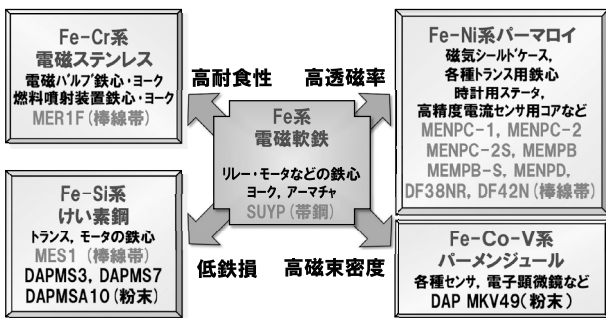 Fe-Cr系
電磁ステンレス
電磁バルブ鉄心・ヨーク
燃料噴射装置鉄心・ヨーク
MER1F(棒線帯)
高耐食性
高透磁率
Fe-Ni系パーマロイ
磁気シールドケース,
各種トランス用鉄心
時計用ステータ,
高精度電流センサ用コアなど
MENPC-1, MENPC-2
MENPC-2S, MEMPB
MEMPB-S, MENPD,
DF38NR, DF42N(棒線帯)
Fe系
電磁軟鉄
リレー・モータなどの鉄心
ヨーク, アーマチャ
SUYP(帯鋼)
Fe-Si系
けい素鋼
トランス, モータの鉄心
MES1 (棒線帯)
DAPMS3, DAPMS7
DAPMSA10(粉末)
低鉄損
高磁束密度
Fe-Co-V系
パーメンジュール
各種センサ, 電子顕微鏡など
DAP MKV49(粉末)